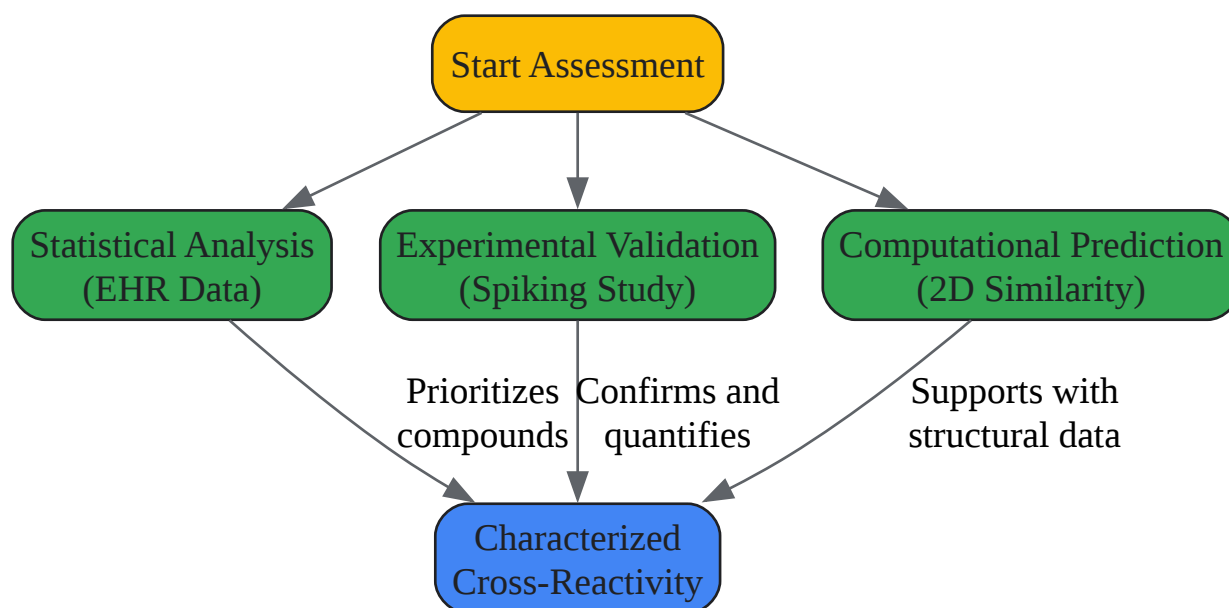 Start Assessment
Statistical Analysis
(EHR Data)
Experimental Validation
(Spiking Study)
Computational Prediction
(2D Similarity)
Prioritizes
compounds
Confirms and
quantifies
Supports with
structural data
Characterized
Cross-Reactivity